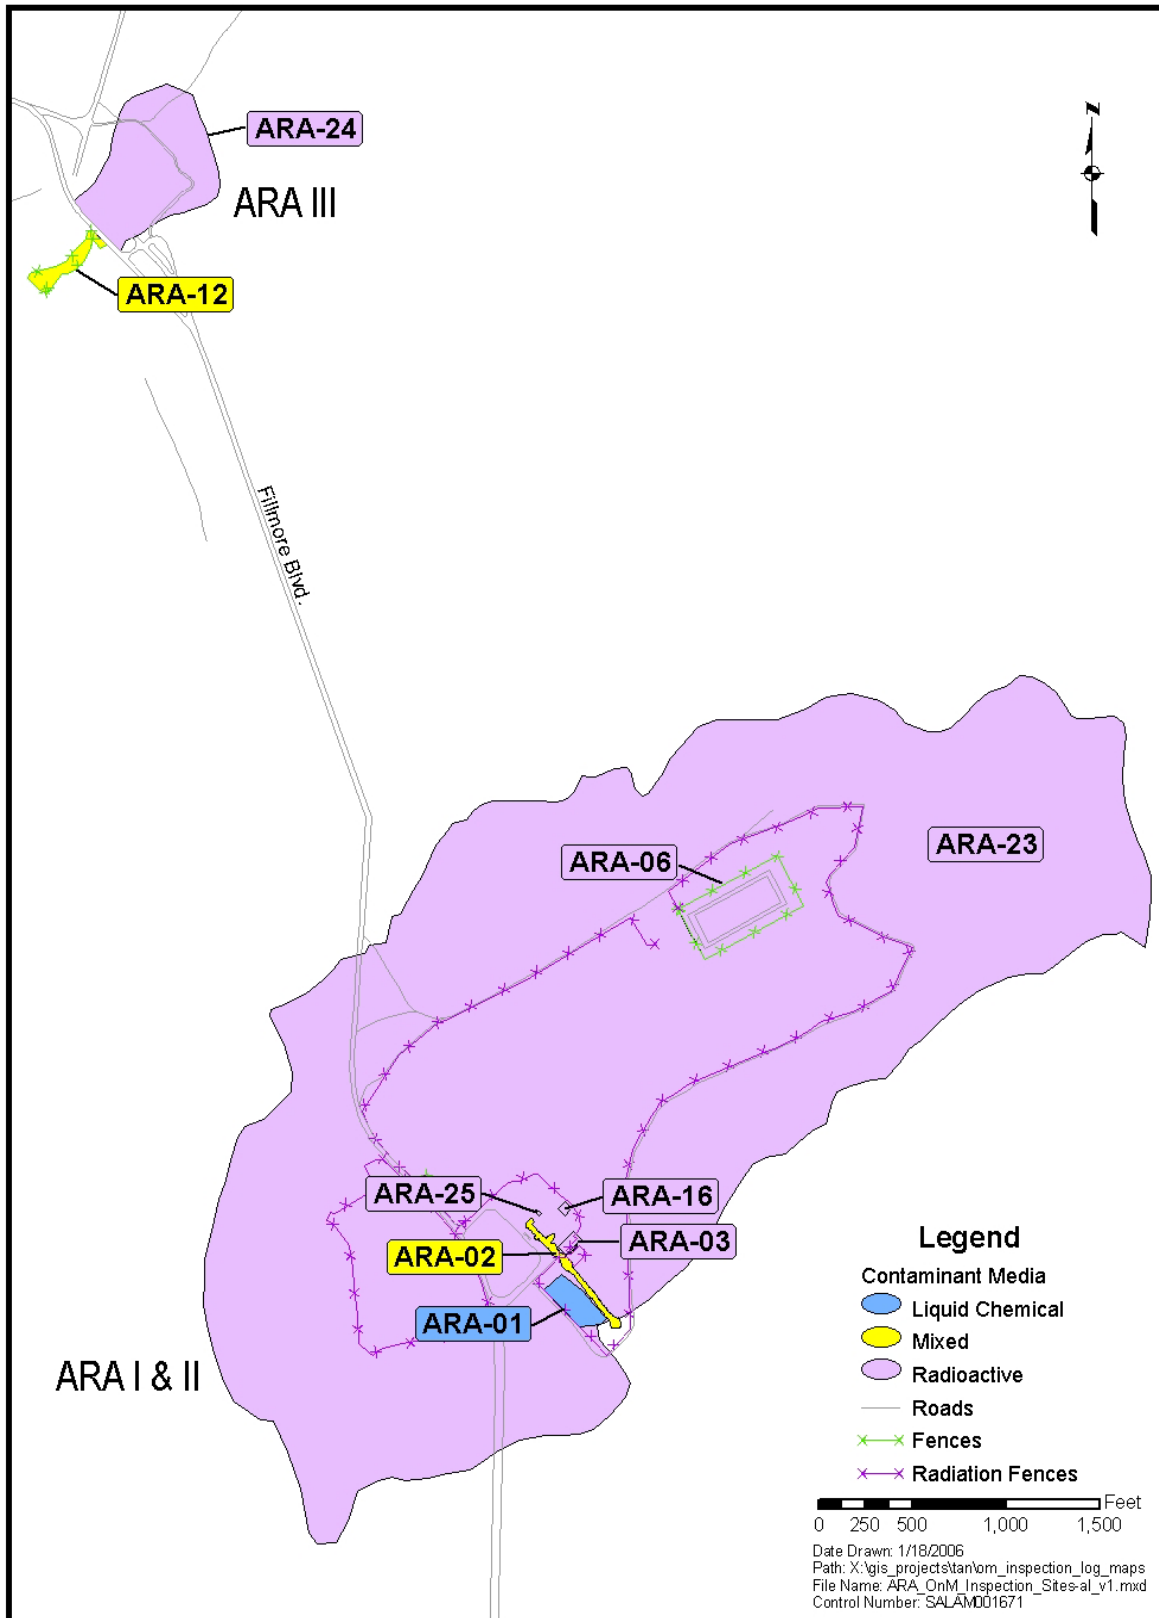 N
ARA-24
ARA III
ARA-12
Fillmore Blvd.
ARA-23
ARA-06
ARA-25
ARA-16
ARA-03
ARA-02
ARA-01
ARA I & II
Legend
Contaminant Media
Liquid Chemical
Mixed
Radioactive
Roads
Fences
Radiation Fences
Feet
0 250 500 1,000 1,500
Date Drawn: 1/18/2006
Path: X:\gis_projects\tan\om_inspection_log_maps
File Name: ARA_OnM_Inspection_Sites-al_v1.mxd
Control Number: SALAM001671